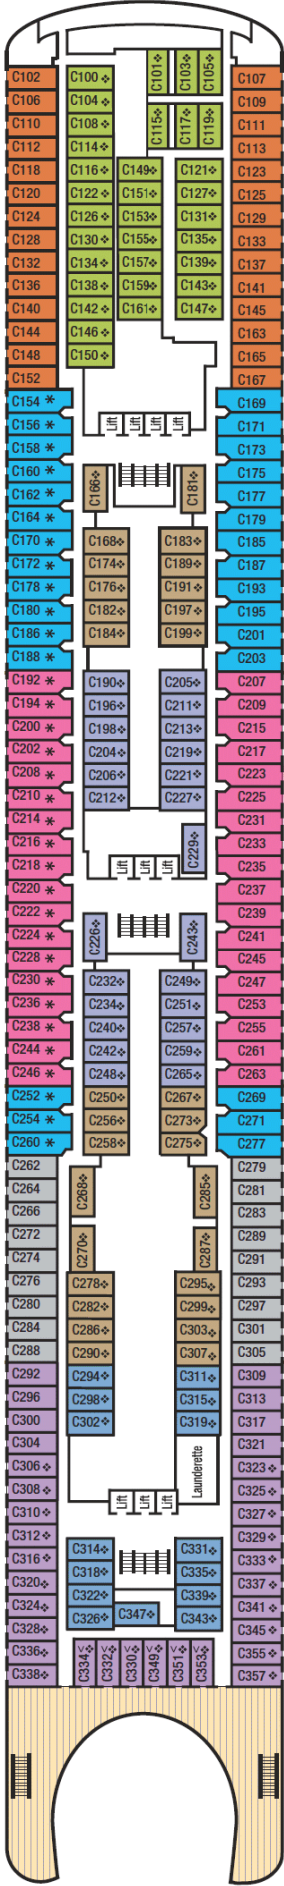 C101❖ C103❖ C105❖
C102 C100❖ C107
C106 C104❖ C109
C110 C108❖ C115❖ C117❖ C119❖ C111
C112 C114❖ C113
C118 C116❖ C149❖ C121❖ C123
C120 C122❖ C151❖ C127❖ C125
C124 C126❖ C153❖ C131❖ C129
C128 C130❖ C155❖ C135❖ C133
C132 C134❖ C157❖ C139❖ C137
C136 C138❖ C159❖ C143❖ C141
C140 C142❖ C161❖ C147❖ C145
C144 C146❖ C163
C148 C150❖ C165
C152 C167
C154 * C169
C156 * Lift Lift Lift Lift C171
C158 * C173
C160 * C166❖ C181❖ C175
C162 * C177
C164 * C179
C170 * C168❖ C183❖ C185
C172 * C174❖ C189❖ C187
C178 * C176❖ C191❖ C193
C180 * C182❖ C197❖ C195
C186 * C184❖ C199❖ C201
C188 * C203
C192 * C190❖ C205❖ C207
C194 * C196❖ C211❖ C209
C200 * C198❖ C213❖ C215
C202 * C204❖ C219❖ C217
C208 * C206❖ C221❖ C223
C210 * C212❖ C227❖ C225
C214 * C231
C216 * C229❖ C233
C218 * Lift Lift Lift C235
C220 * C237
C222 * C226❖ C243❖ C239
C224 * C241
C228 * C245
C230 * C232❖ C249❖ C247
C236 * C234❖ C251❖ C253
C238 * C240❖ C257❖ C255
C244 * C242❖ C259❖ C261
C246 * C248❖ C265❖ C263
C252 * C250❖ C267❖ C269
C254 * C256❖ C273❖ C271
C260 * C258❖ C275❖ C277
C262 C268❖ C285❖ C279
C264 C281
C266 C283
C272 C270❖ C287❖ C289
C274 C291
C276 C278❖ C295❖ C293
C280 C282❖ C299❖ C297
C284 C286❖ C303❖ C301
C288 C290❖ C307❖ C305
C292 C294❖ C311❖ C309
C296 C298❖ C315❖ C313
C300 C302❖ C319❖ C317
C304 C321
C306❖ Launderette C323❖
C308❖ Lift Lift Lift C325❖
C310❖ C327❖
C312❖ C314❖ C331❖ C329❖
C316❖ C318❖ C335❖ C333❖
C320❖ C322❖ C339❖ C337❖
C324❖ C326❖ C347❖ C343❖ C341❖
C328❖ C345❖
C336❖ C334❖ C332< C330< C349❖ C351< C353❖ C355❖
C338❖ C357❖